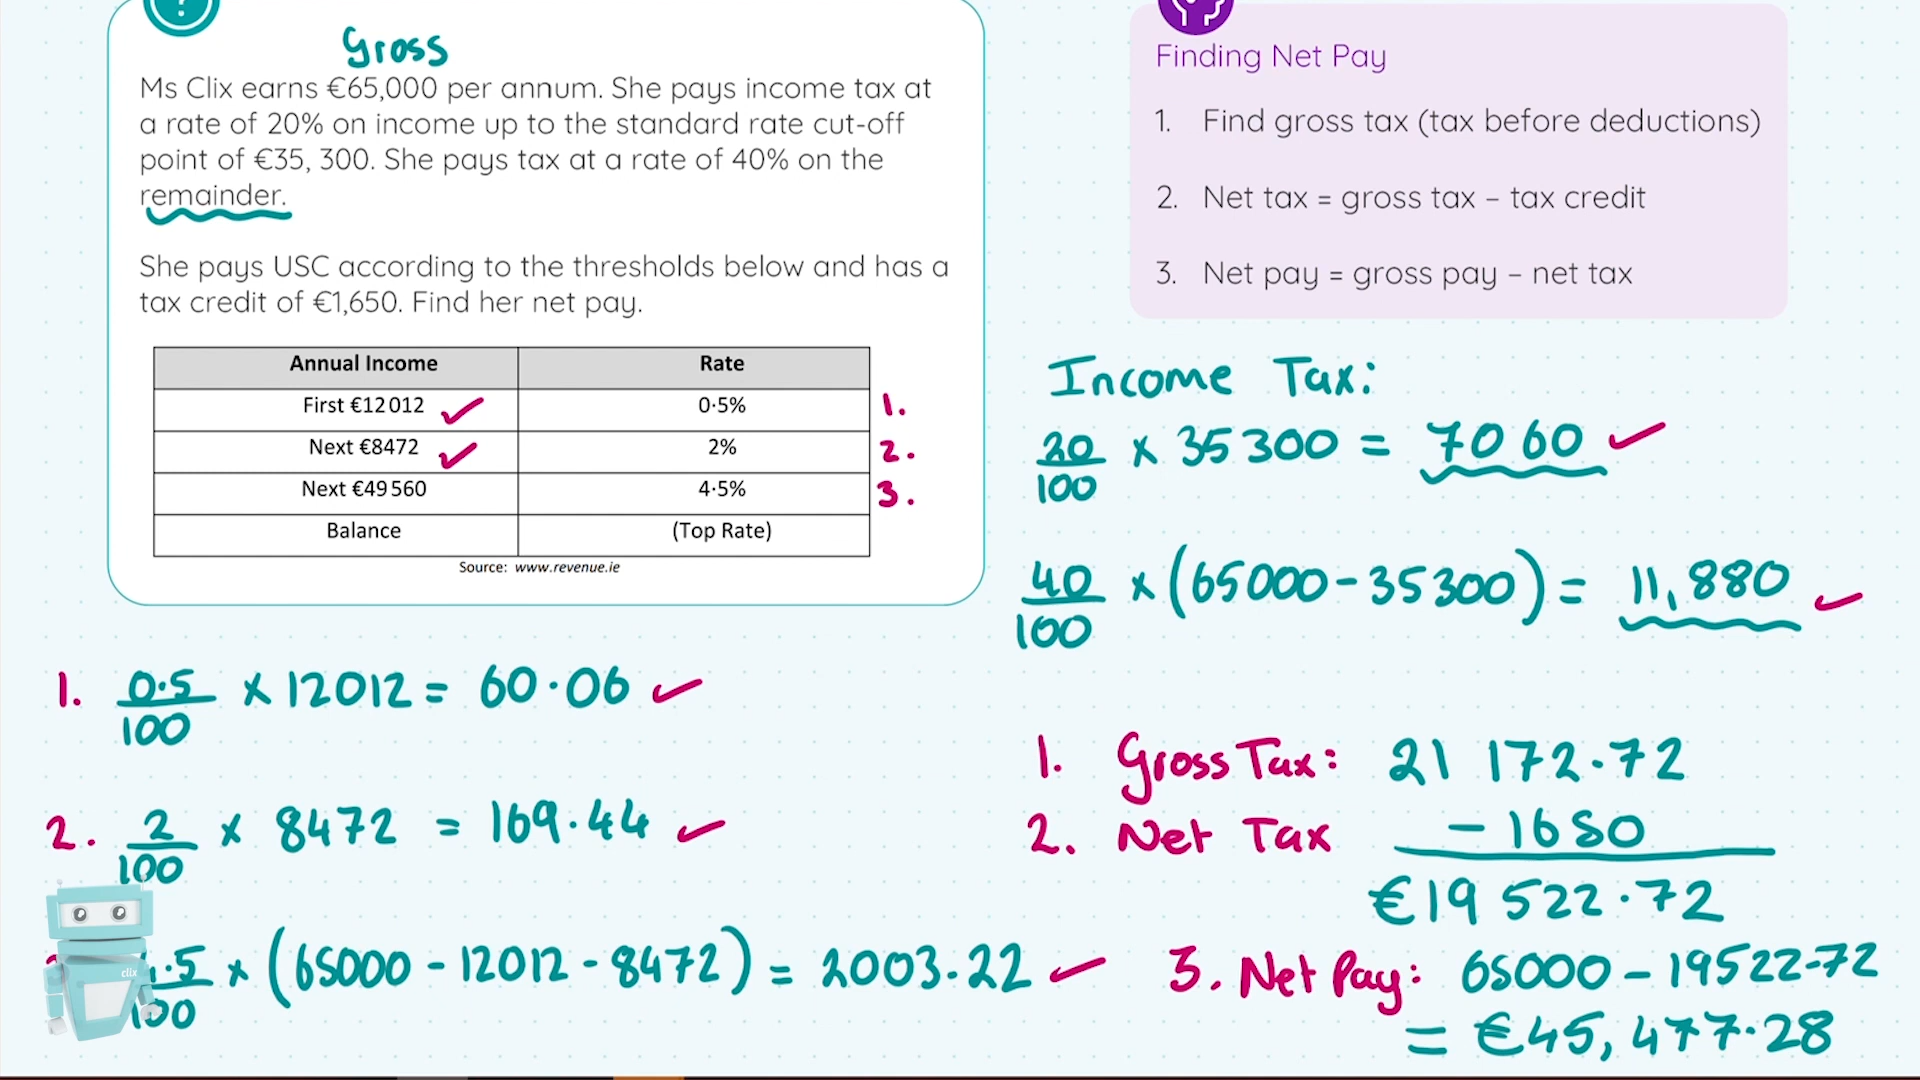 ?
Gross
Ms Clix earns €65,000 per annum. She pays income tax at
a rate of 20% on income up to the standard rate cut-off
point of €35, 300. She pays tax at a rate of 40% on the
remainder.
She pays USC according to the thresholds below and has a
tax credit of €1,650. Find her net pay.
Annual Income Rate
First €12012 0·5% 1.
Next €8472 2% 2.
Next €49560 4·5% 3.
Balance (Top Rate)
Source: www.revenue.ie
1. 0.5/100 × 12012 = 60.06
2. 2/100 × 8472 = 169.44
.5/100 × (65000 - 12012 - 8472) = 2003.22
clix
Finding Net Pay
1. Find gross tax (tax before deductions)
2. Net tax = gross tax – tax credit
3. Net pay = gross pay – net tax
Income Tax:
20/100 × 35300 = 7060
40/100 × (65000 - 35300) = 11,880
1. Gross Tax: 21 172.72
2. Net Tax - 1650
€19 522.72
3. Net Pay: 65000 - 19522.72
= €45,477.28